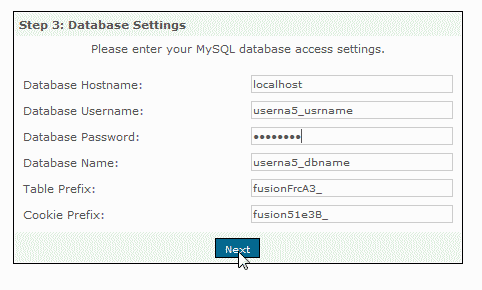 Step 3: Database Settings
Please enter your MySQL database access settings.
Database Hostname: localhost
Database Username: userna5_usrname
Database Password: ••••••••
Database Name: userna5_dbname
Table Prefix: fusionFrcA3_
Cookie Prefix: fusion51e3B_
Next